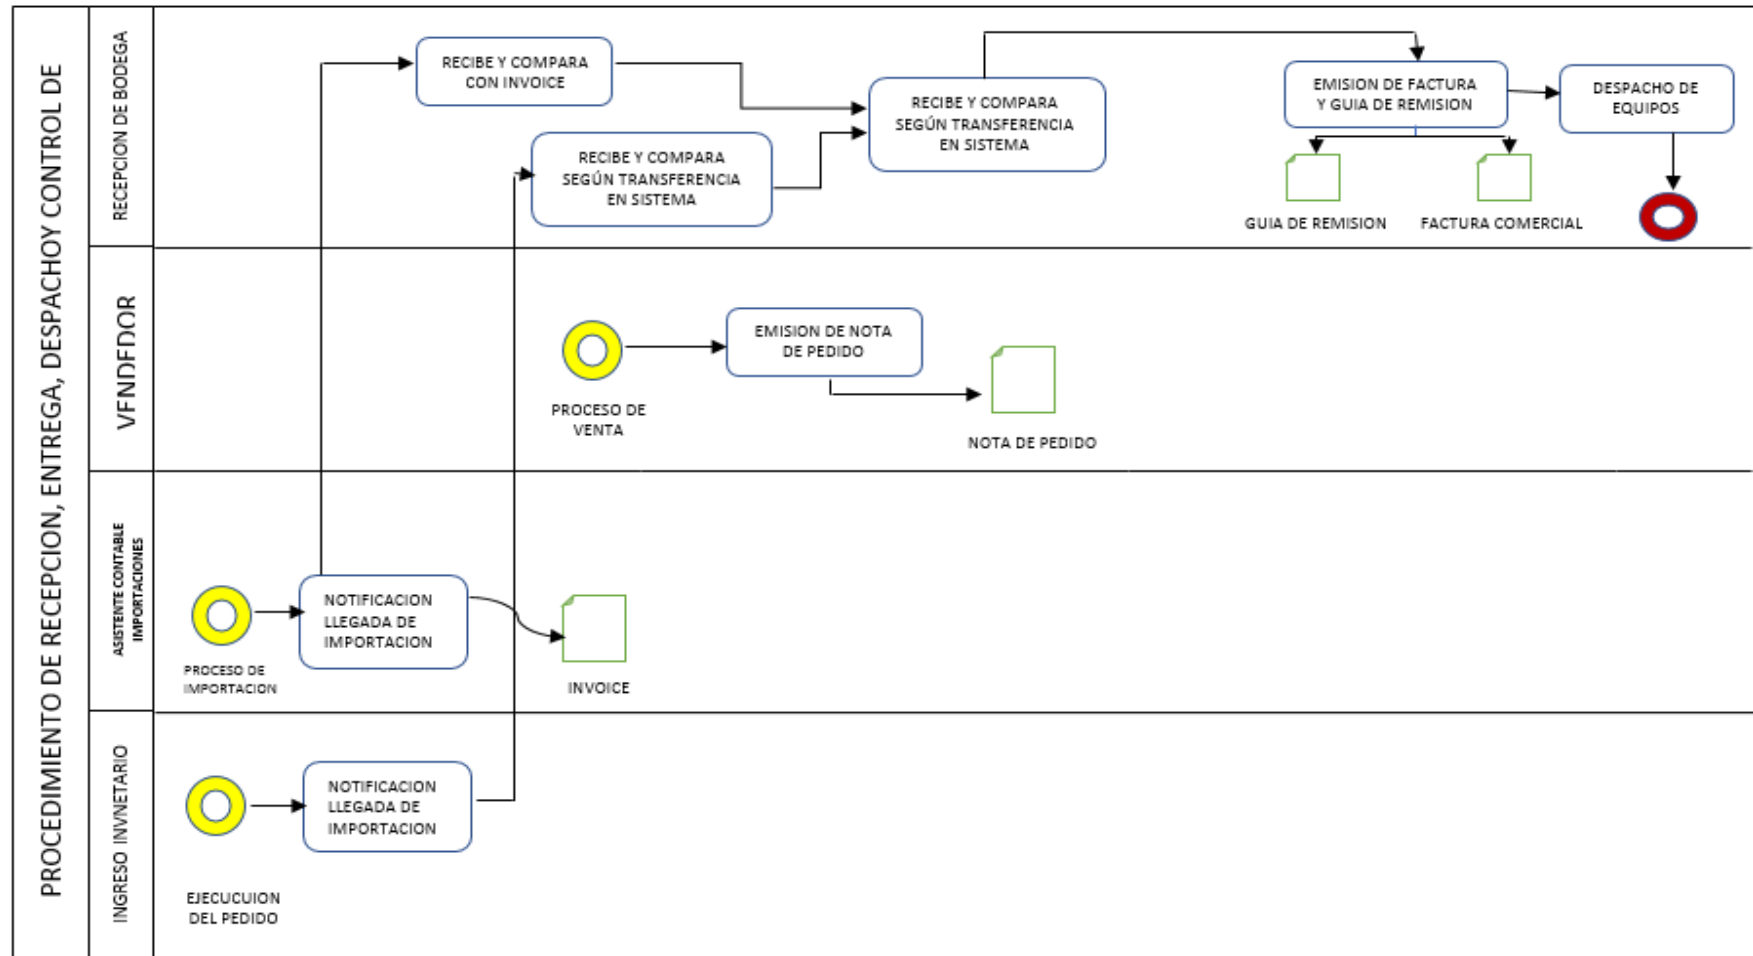 PROCEDIMIENTO DE RECEPCION, ENTREGA, DESPACHOY CONTROL DE
RECEPCION DE BODEGA
RECIBE Y COMPARA
CON INVOICE
RECIBE Y COMPARA
SEGÚN TRANSFERENCIA
EN SISTEMA
RECIBE Y COMPARA
SEGÚN TRANSFERENCIA
EN SISTEMA
EMISION DE FACTURA
Y GUIA DE REMISION
DESPACHO DE
EQUIPOS
GUIA DE REMISION
FACTURA COMERCIAL
VENDEDOR
PROCESO DE
VENTA
EMISION DE NOTA
DE PEDIDO
NOTA DE PEDIDO
ASISTENTE CONTABLE
IMPORTACIONES
PROCESO DE
IMPORTACION
NOTIFICACION
LLEGADA DE
IMPORTACION
INVOICE
INGRESO INVNETARIO
EJECUCUION
DEL PEDIDO
NOTIFICACION
LLEGADA DE
IMPORTACION